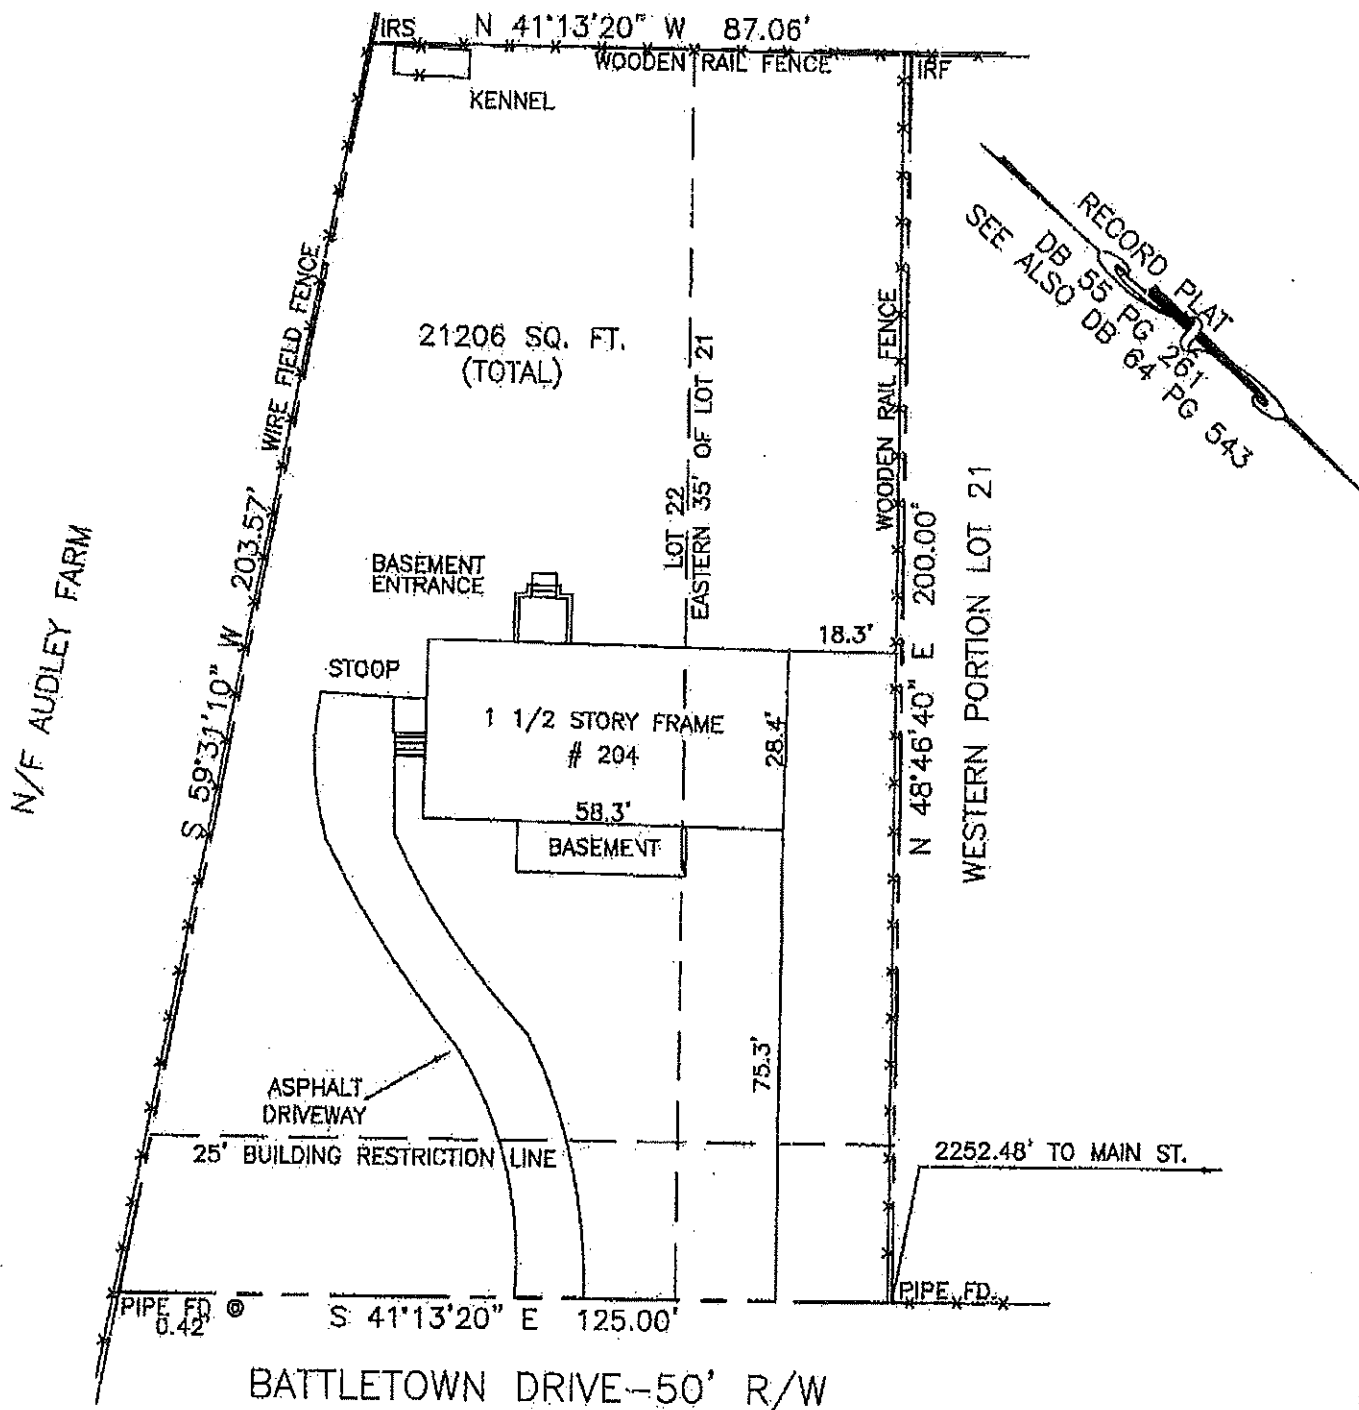 IRS N 41°13'20" W 87.06'
WOODEN RAIL FENCE
IRF
KENNEL
RECORD PLAT
DB 55 PG 261
SEE ALSO DB 64 PG 543
WIRE FIELD FENCE
21206 SQ. FT.
(TOTAL)
WOODEN RAIL FENCE
LOT 22
EASTERN 35' OF LOT 21
N/F AUDLEY FARM
S 59°31'10" W 203.57'
BASEMENT
ENTRANCE
N 48°46'40" E 200.00'
WESTERN PORTION LOT 21
18.3'
STOOP
1 1/2 STORY FRAME
# 204
28.4'
58.3'
BASEMENT
75.3'
ASPHALT
DRIVEWAY
25' BUILDING RESTRICTION LINE
2252.48' TO MAIN ST.
PIPE FD @
0.42'
S 41°13'20" E 125.00'
PIPE FD.
BATTLETOWN DRIVE-50' R/W